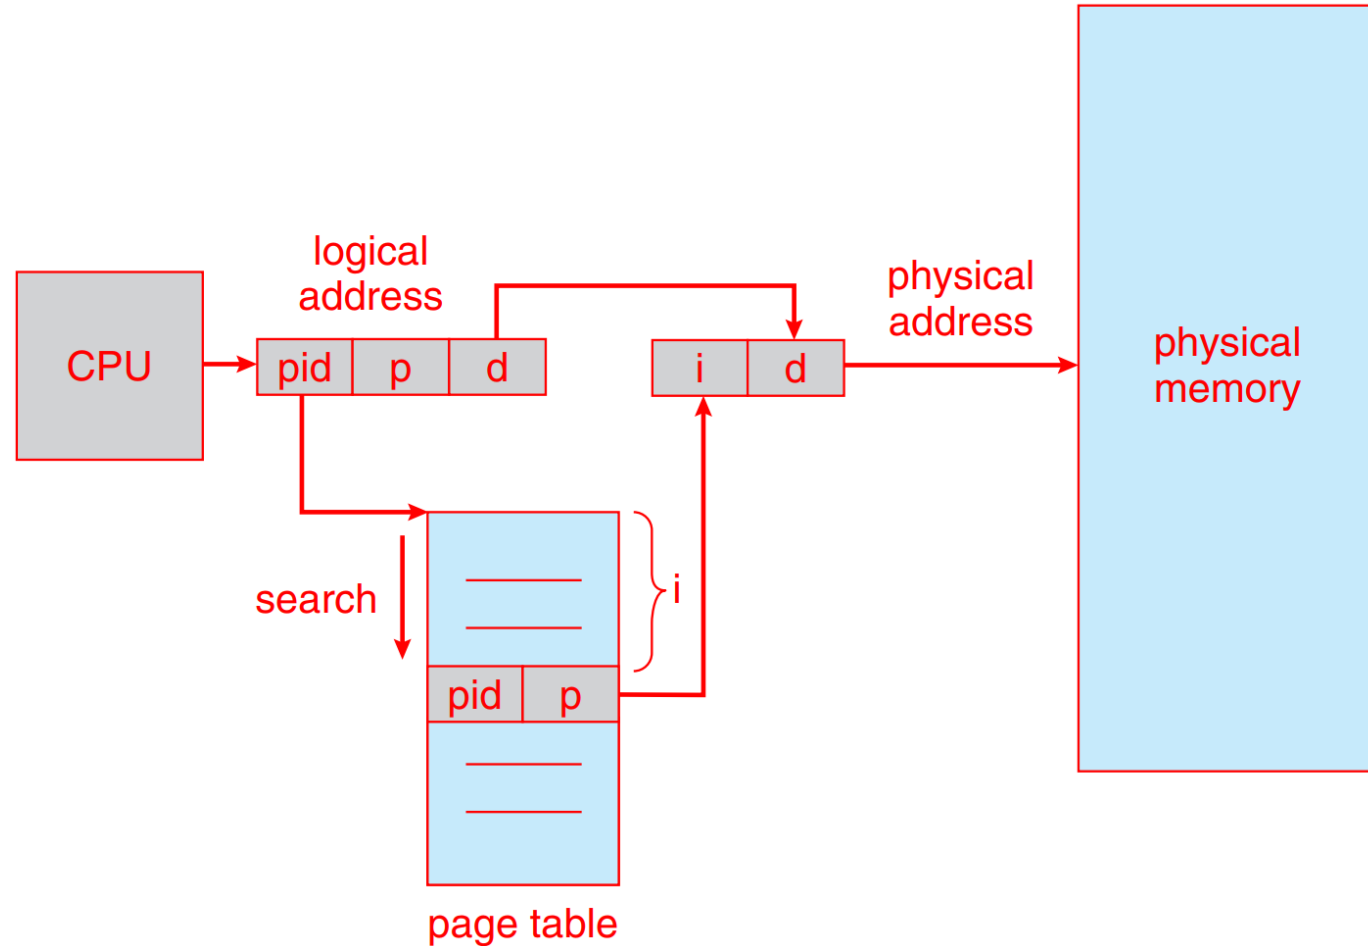 logical
address
CPU
pid p d
i d
physical
address
physical
memory
search
i
pid p
page table